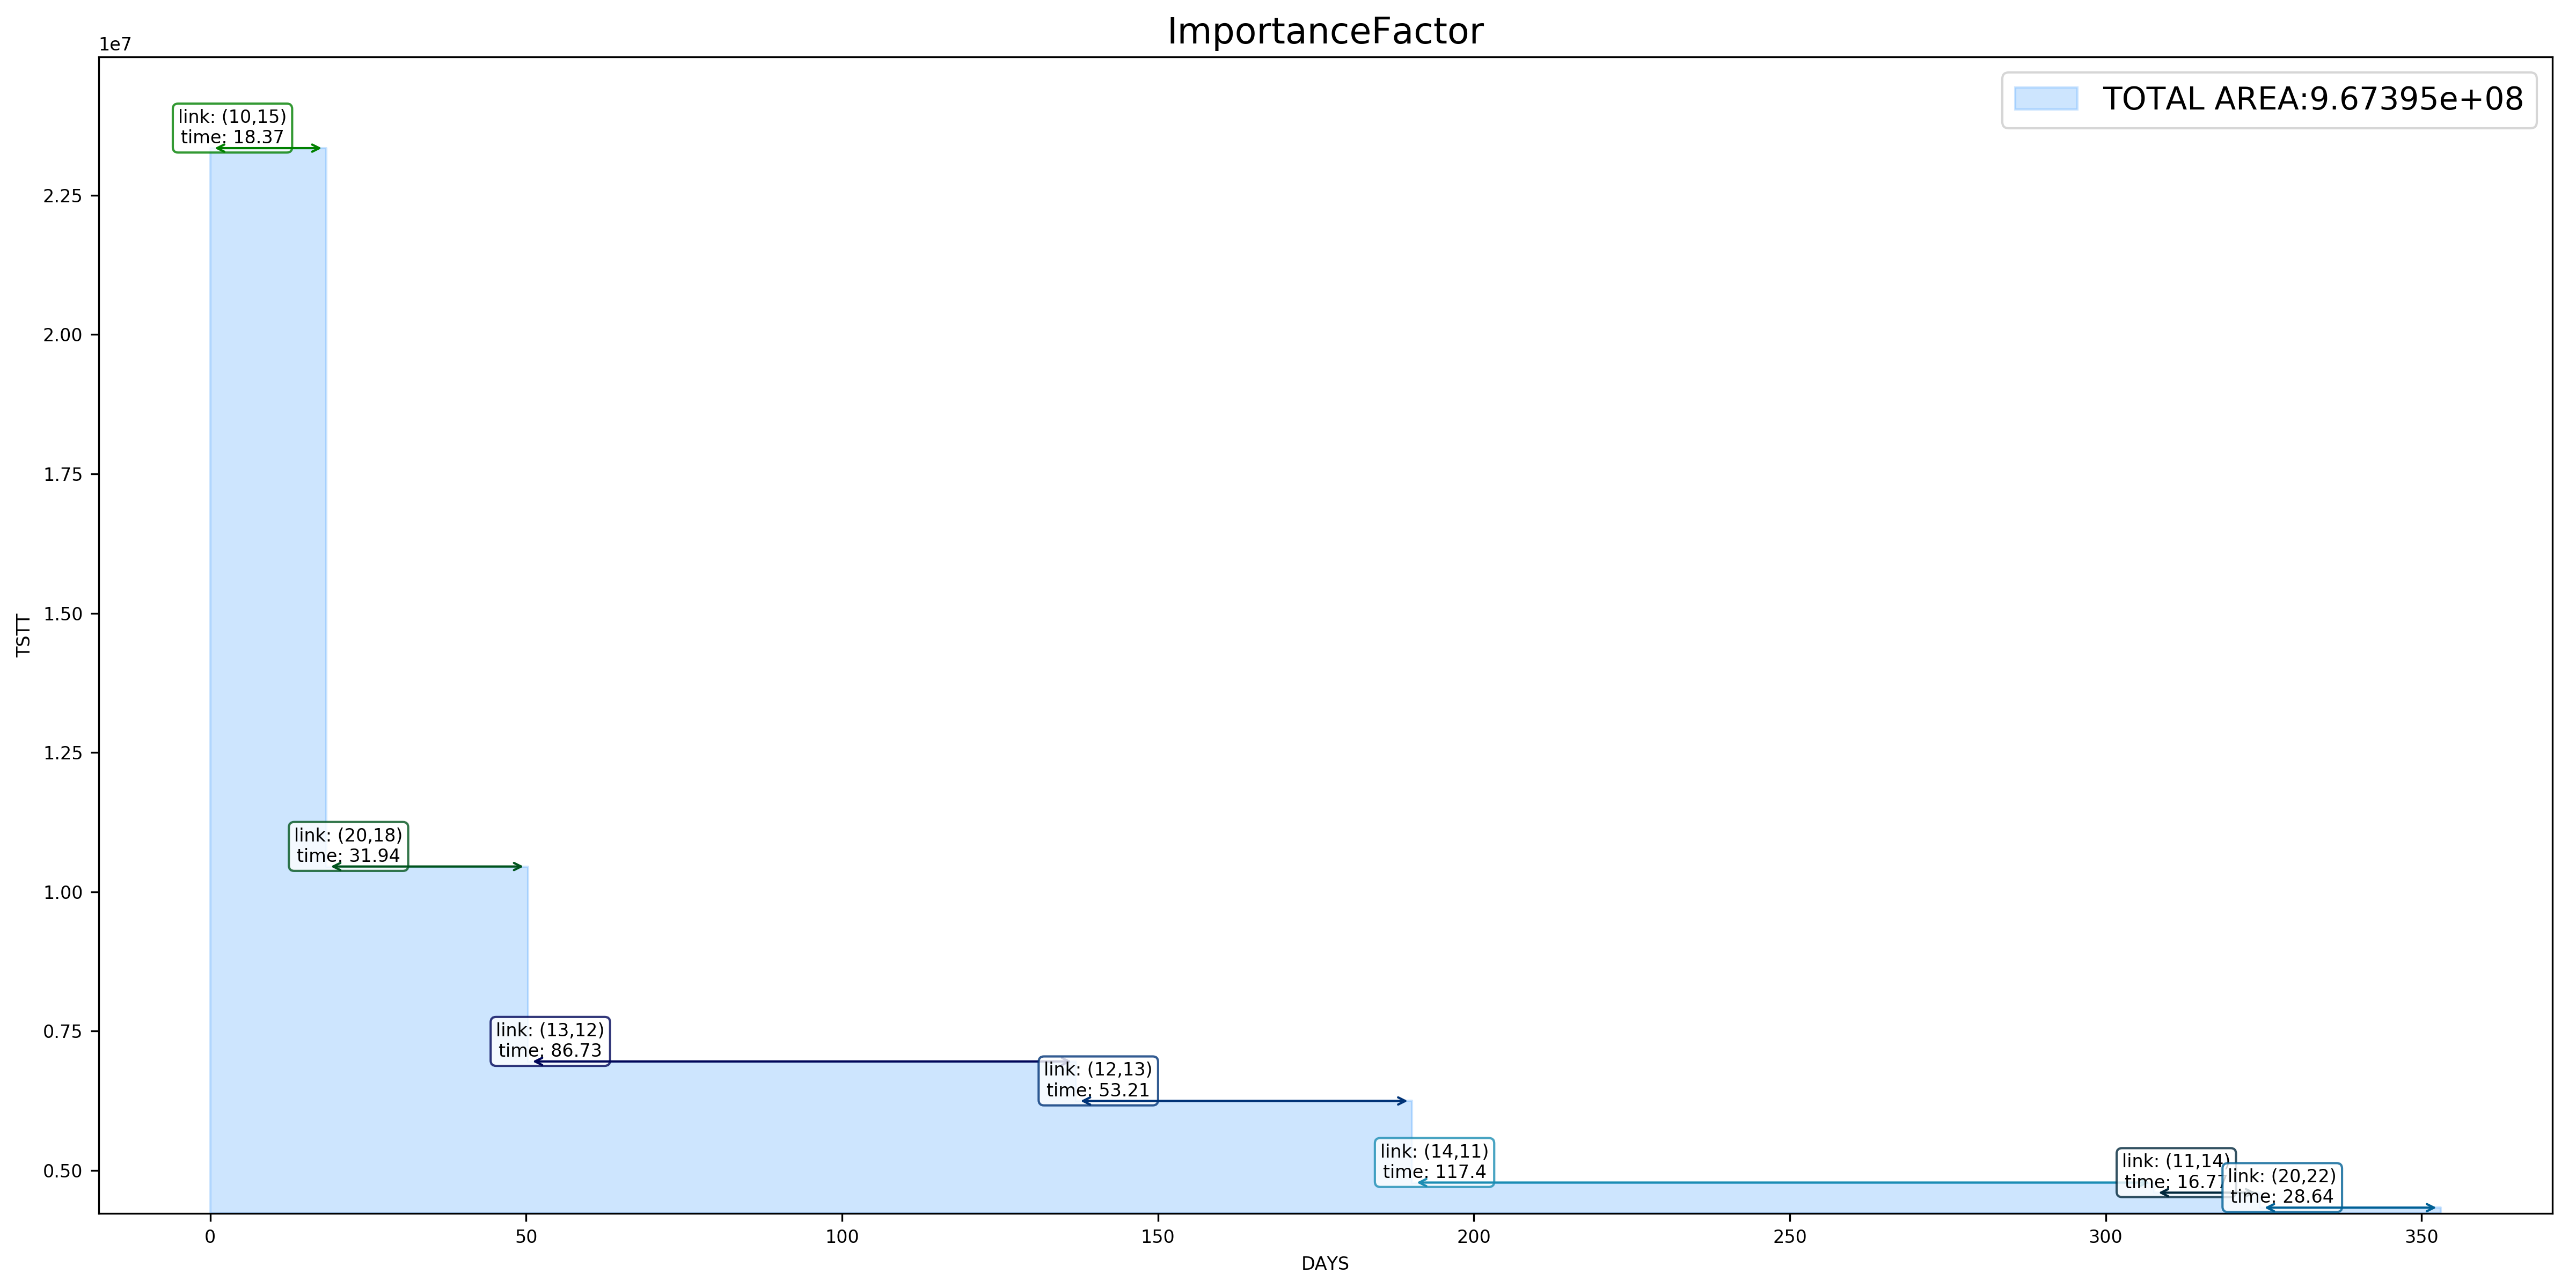 ImportanceFactor
1e7
TOTAL AREA:9.67395e+08
link: (10,15)
time: 18.37
2.25
2.00
1.75
1.50
1.25
link: (20,18)
time: 31.94
1.00
link: (13,12)
time: 86.73
0.75
link: (12,13)
time: 53.21
link: (14,11)
time: 117.4
link: (11,14)
time: 16.77
link: (20,22)
time: 28.64
0.50
TSTT
0
50
100
150
200
250
300
350
DAYS